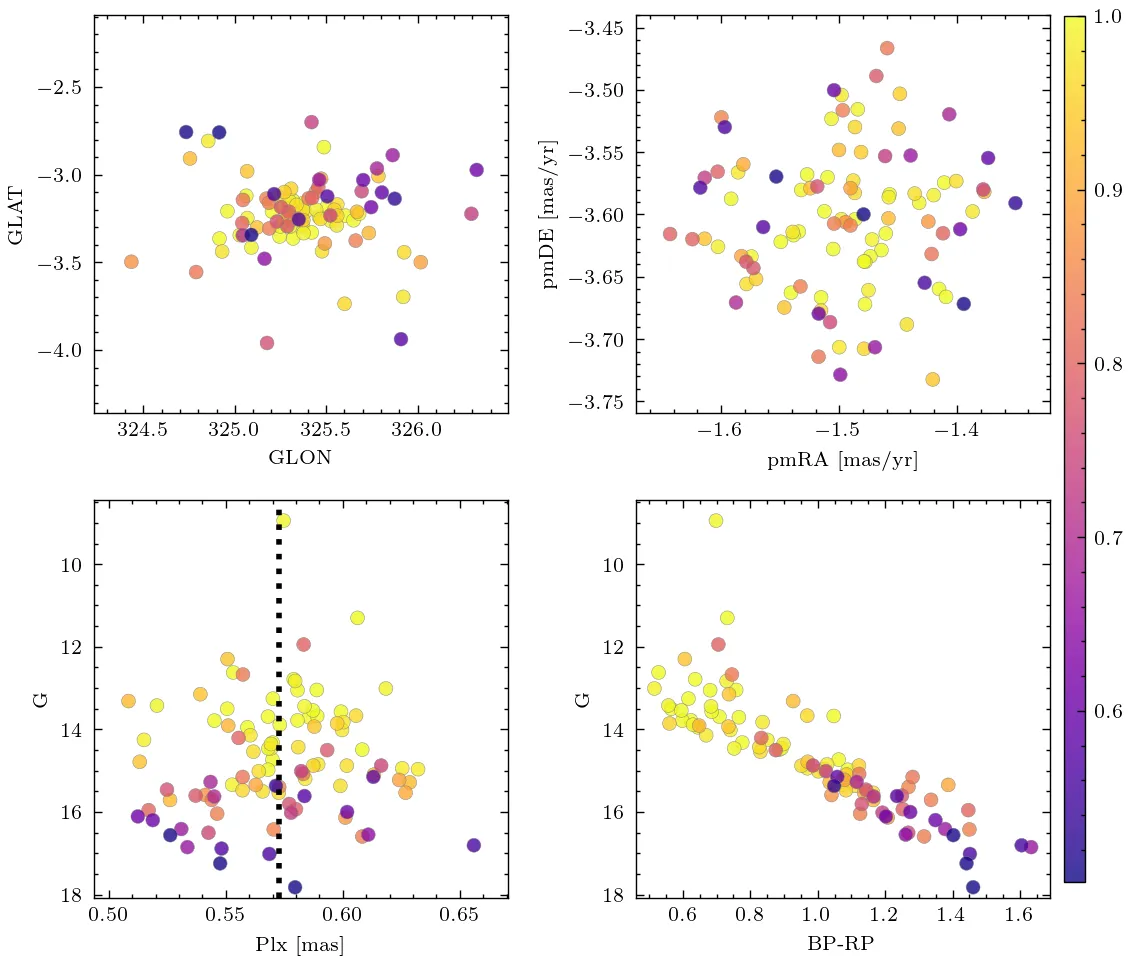 −2.5
−3.0
−3.5
−4.0
GLAT
324.5 325.0 325.5 326.0
GLON
−3.45
−3.50
−3.55
−3.60
−3.65
−3.70
−3.75
pmDE [mas/yr]
−1.6 −1.5 −1.4
pmRA [mas/yr]
1.0
0.9
0.8
0.7
0.6
10
12
14
16
18
G
0.50 0.55 0.60 0.65
Plx [mas]
10
12
14
16
18
G
0.6 0.8 1.0 1.2 1.4 1.6
BP-RP